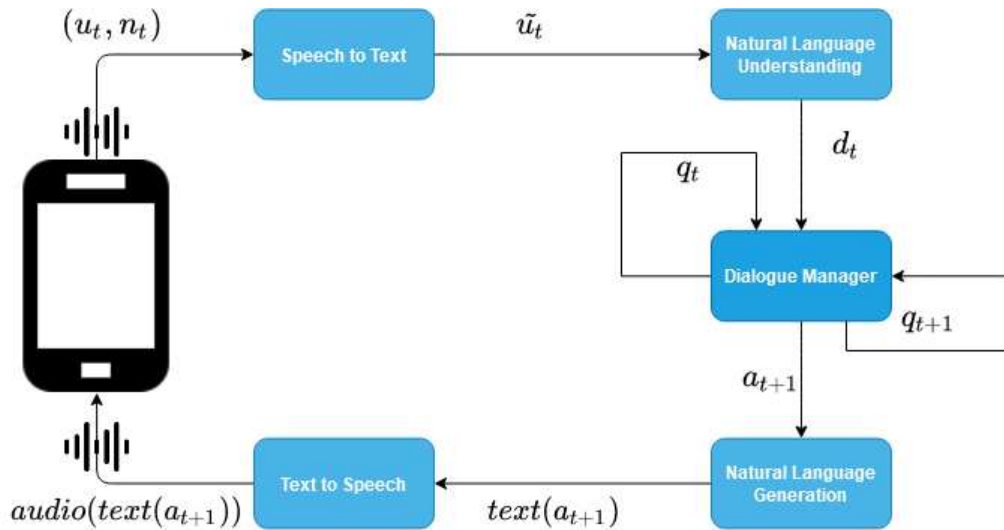 (u_t, n_t)
Speech to Text
ũ_t
Natural Language
Understanding
d_t
q_t
Dialogue Manager
q_{t+1}
a_{t+1}
Natural Language
Generation
text(a_{t+1})
Text to Speech
audio(text(a_{t+1}))